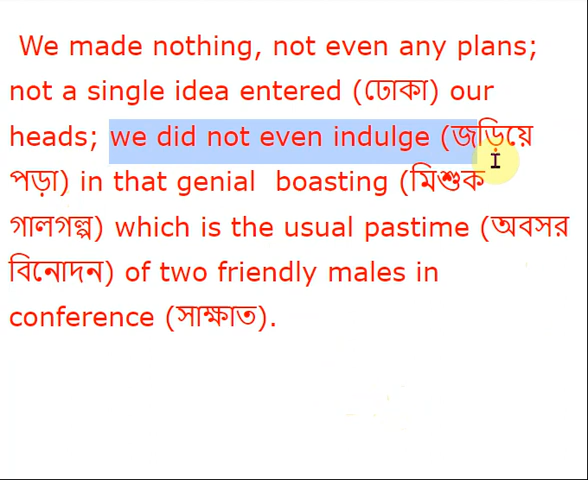 We made nothing, not even any plans;
not a single idea entered (ঢোকা) our
heads; we did not even indulge (জড়িয়ে
পড়া) in that genial boasting (মিশুক
গালগল্প) which is the usual pastime (অবসর
বিনোদন) of two friendly males in
conference (সাক্ষাত).